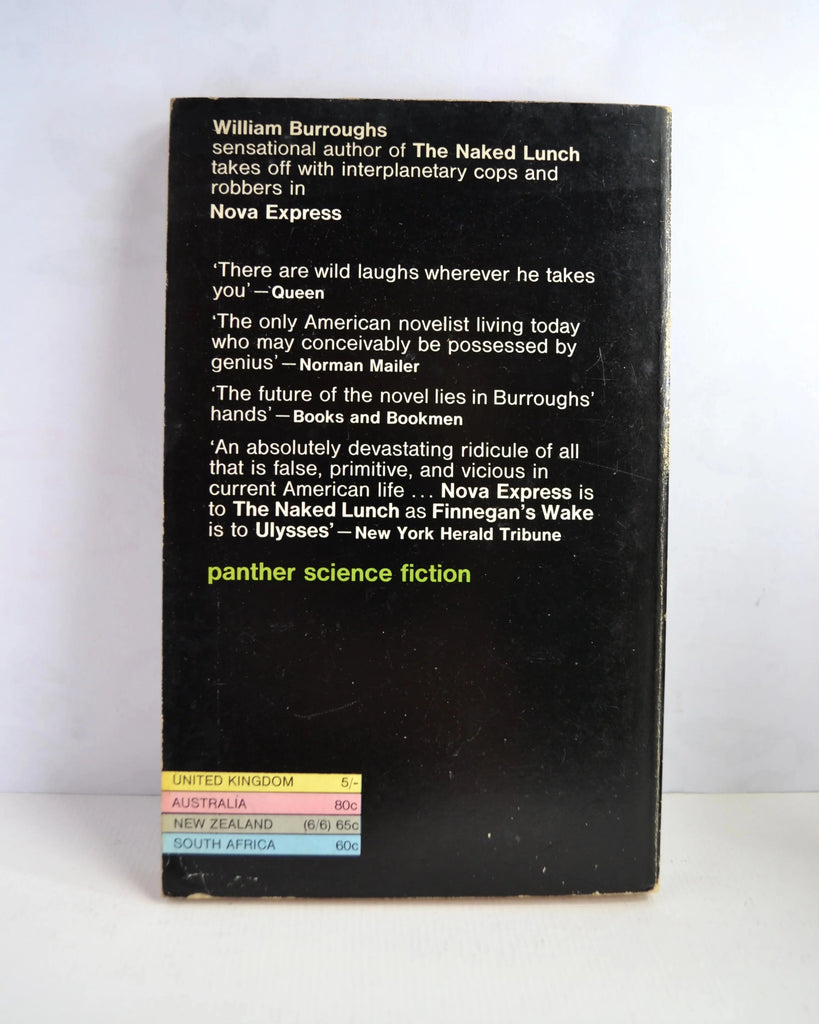 William Burroughs
sensational author of The Naked Lunch
takes off with interplanetary cops and
robbers in
Nova Express
‘There are wild laughs wherever he takes
you’—Queen
‘The only American novelist living today
who may conceivably be possessed by
genius’—Norman Mailer
‘The future of the novel lies in Burroughs’
hands’—Books and Bookmen
‘An absolutely devastating ridicule of all
that is false, primitive, and vicious in
current American life ... Nova Express is
to The Naked Lunch as Finnegan's Wake
is to Ulysses’—New York Herald Tribune
panther science fiction
UNITED KINGDOM 5/-
AUSTRALIA 80c
NEW ZEALAND (6/6) 65c
SOUTH AFRICA 60c